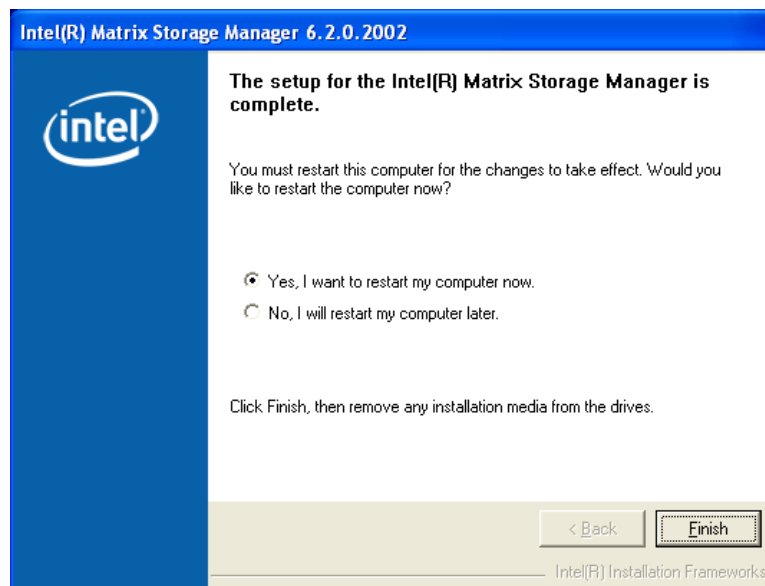 Intel(R) Matrix Storage Manager 6.2.0.2002
intel
The setup for the Intel(R) Matrix Storage Manager is
complete.
You must restart this computer for the changes to take effect. Would you
like to restart the computer now?
Yes, I want to restart my computer now.
No, I will restart my computer later.
Click Finish, then remove any installation media from the drives.
< Back
Finish
Intel(R) Installation Frameworks